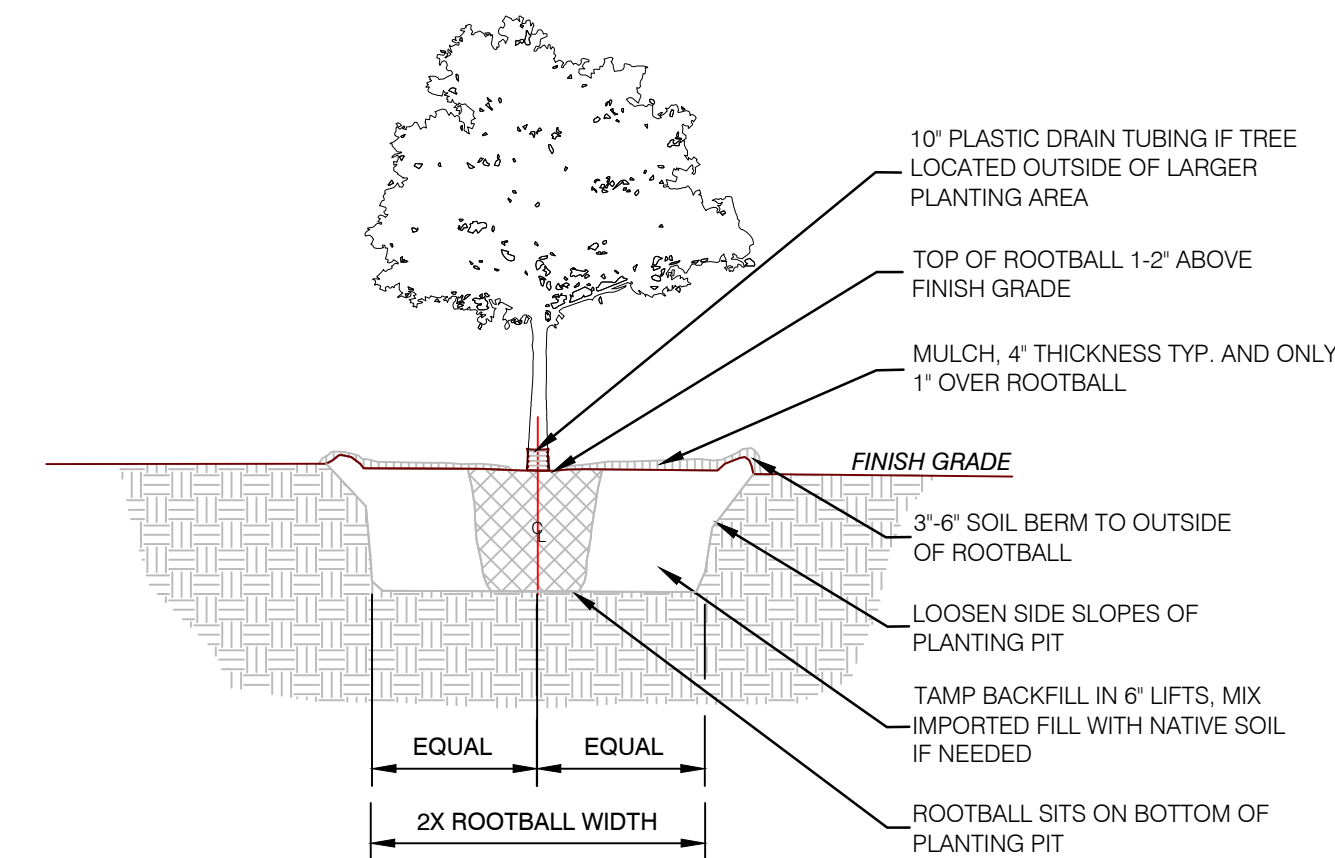 10" PLASTIC DRAIN TUBING IF TREE
LOCATED OUTSIDE OF LARGER
PLANTING AREA
TOP OF ROOTBALL 1-2" ABOVE
FINISH GRADE
MULCH, 4" THICKNESS TYP. AND ONLY
1" OVER ROOTBALL
FINISH GRADE
3"-6" SOIL BERM TO OUTSIDE
OF ROOTBALL
LOOSEN SIDE SLOPES OF
PLANTING PIT
TAMP BACKFILL IN 6" LIFTS, MIX
IMPORTED FILL WITH NATIVE SOIL
IF NEEDED
ROOTBALL SITS ON BOTTOM OF
PLANTING PIT
CL
EQUAL EQUAL
2X ROOTBALL WIDTH